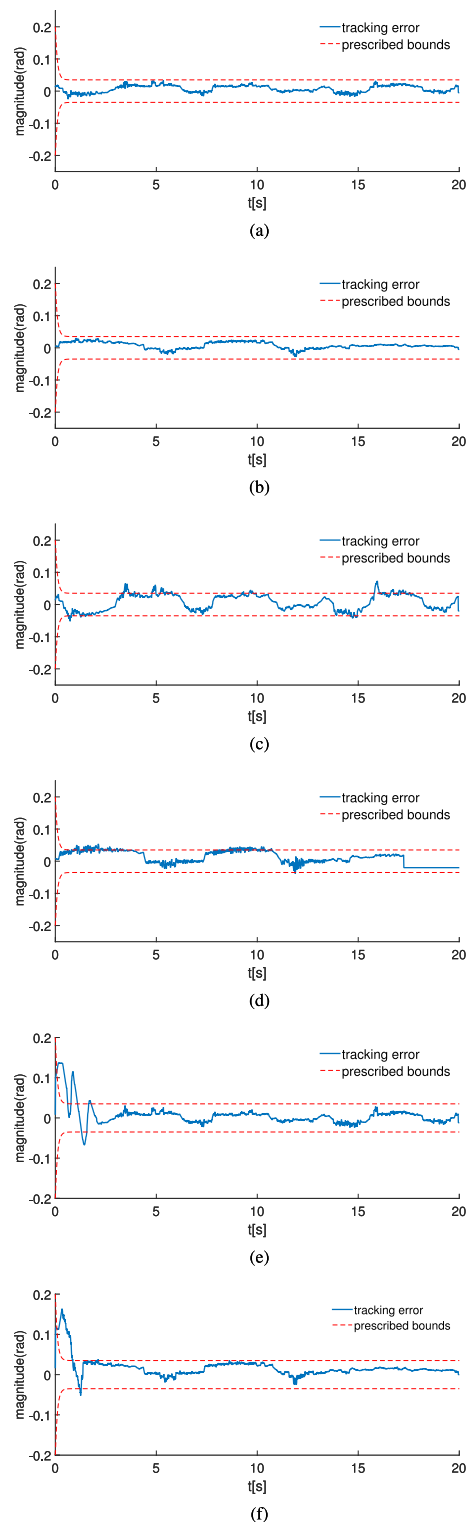 0.2
tracking error
prescribed bounds
0.1
0
-0.1
-0.2
magnitude(rad)
0 5 10 15 20
t[s]
(a)
0.2
tracking error
prescribed bounds
0.1
0
-0.1
-0.2
magnitude(rad)
0 5 10 15 20
t[s]
(b)
0.2
tracking error
prescribed bounds
0.1
0
-0.1
-0.2
magnitude(rad)
0 5 10 15 20
t[s]
(c)
0.2
tracking error
prescribed bounds
0.1
0
-0.1
-0.2
magnitude(rad)
0 5 10 15 20
t[s]
(d)
0.2
tracking error
prescribed bounds
0.1
0
-0.1
-0.2
magnitude(rad)
0 5 10 15 20
t[s]
(e)
0.2
tracking error
prescribed bounds
0.1
0
-0.1
-0.2
magnitude(rad)
0 5 10 15 20
t[s]
(f)